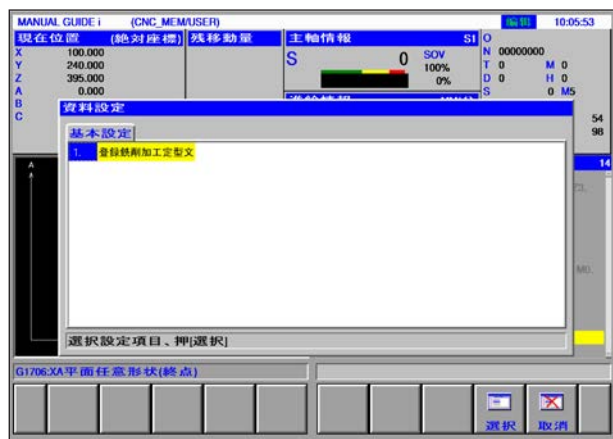 MANUAL GUIDE i (CNC_MEM/USER) 编辑 10:05:53
現在位置 (絶対座標) 残移動量 主軸情報 S1 O
X 100.000 S 0 SOV N 00000000
Y 240.000 100% T 0 M 0
Z 395.000 0% D 0 H 0
A 0.000 S 0 M5
B
C 54
98
資料設定
基本設定
1. 登録銑削加工定型文
A
14
73.
M0.
選択設定項目、押[選択]
G1706:XA平面任意形状(終点)
選択 取消